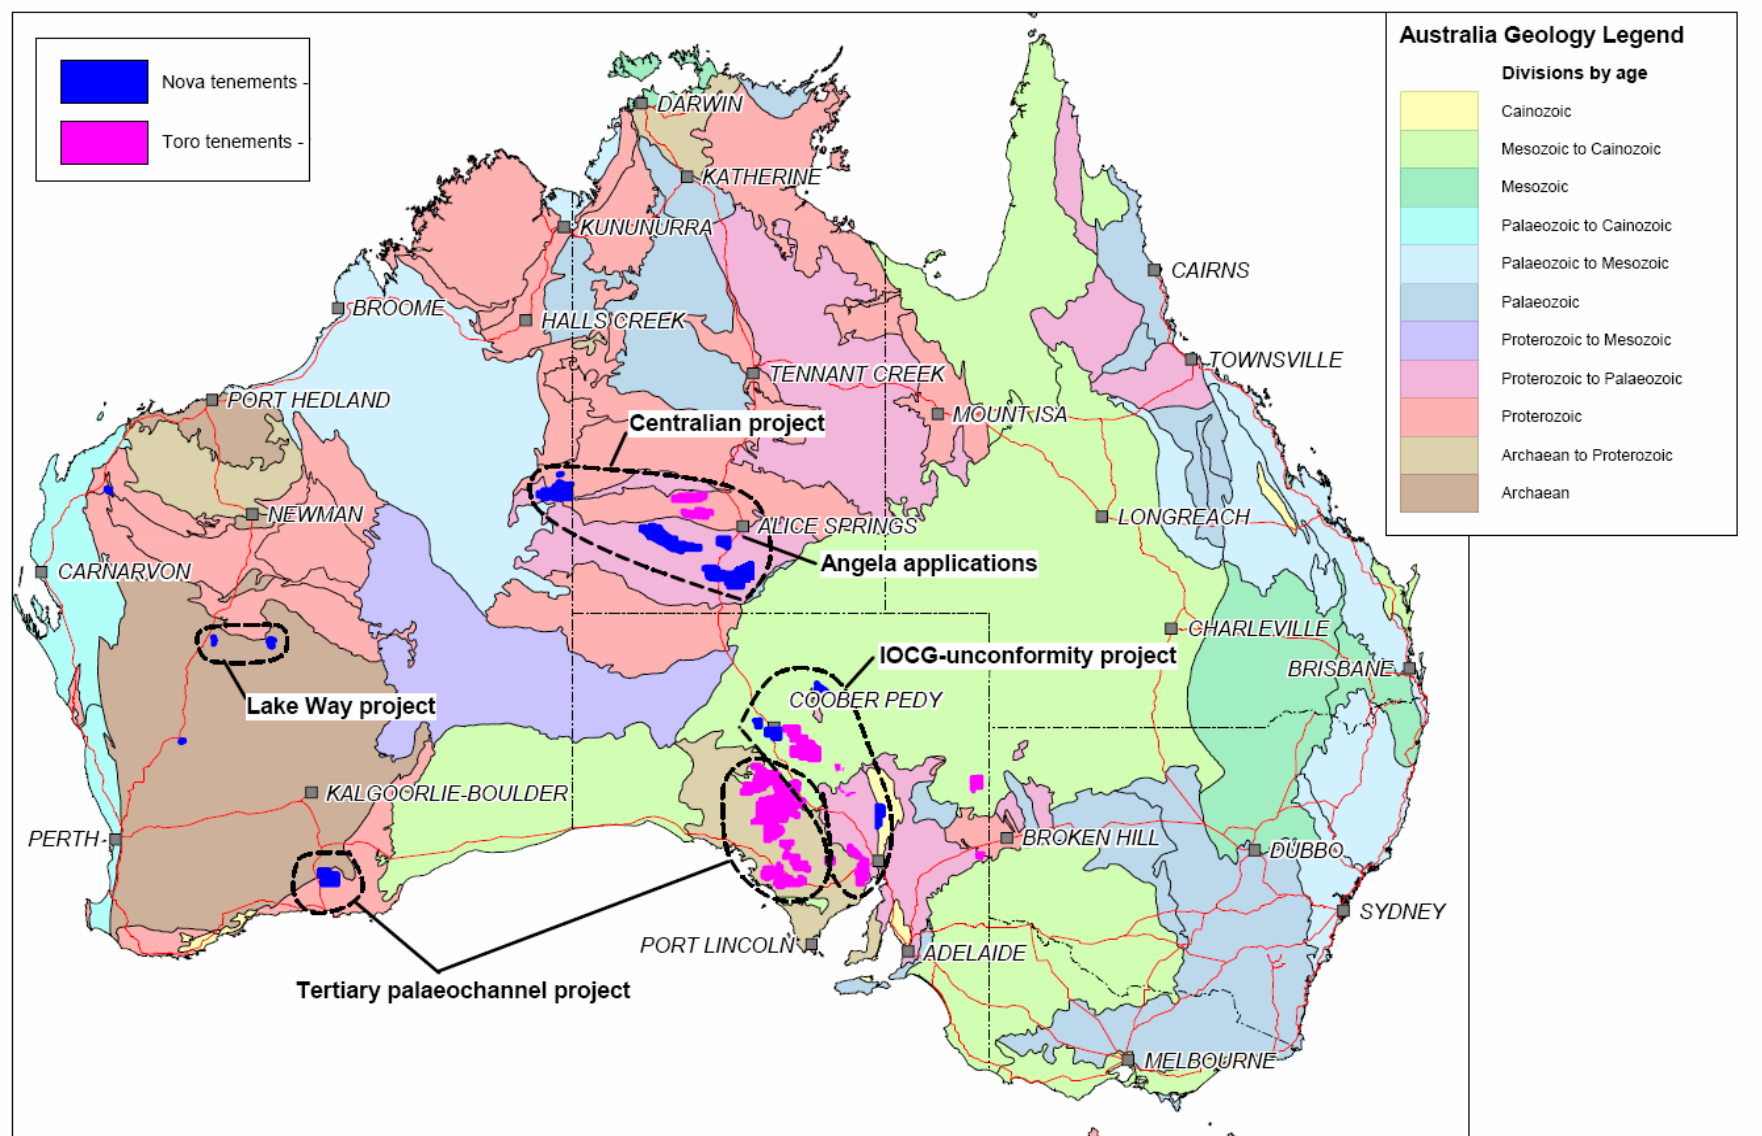 Nova tenements -
Toro tenements -
Australia Geology Legend
Divisions by age
Cainozoic
Mesozoic to Cainozoic
Mesozoic
Palaeozoic to Cainozoic
Palaeozoic to Mesozoic
Palaeozoic
Proterozoic to Mesozoic
Proterozoic to Palaeozoic
Proterozoic
Archaean to Proterozoic
Archaean
DARWIN
KATHERINE
KUNUNURRA
CAIRNS
BROOME
HALLS CREEK
TOWNSVILLE
TENNANT CREEK
PORT HEDLAND
MOUNT ISA
Centralian project
NEWMAN
ALICE SPRINGS
LONGREACH
Angela applications
CARNARVON
CHARLEVILLE
IOCG-unconformity project
BRISBANE
COOBER PEDY
Lake Way project
KALGOORLIE-BOULDER
PERTH
BROKEN HILL
DUBBO
SYDNEY
PORT LINCOLN
ADELAIDE
Tertiary palaeochannel project
MELBOURNE